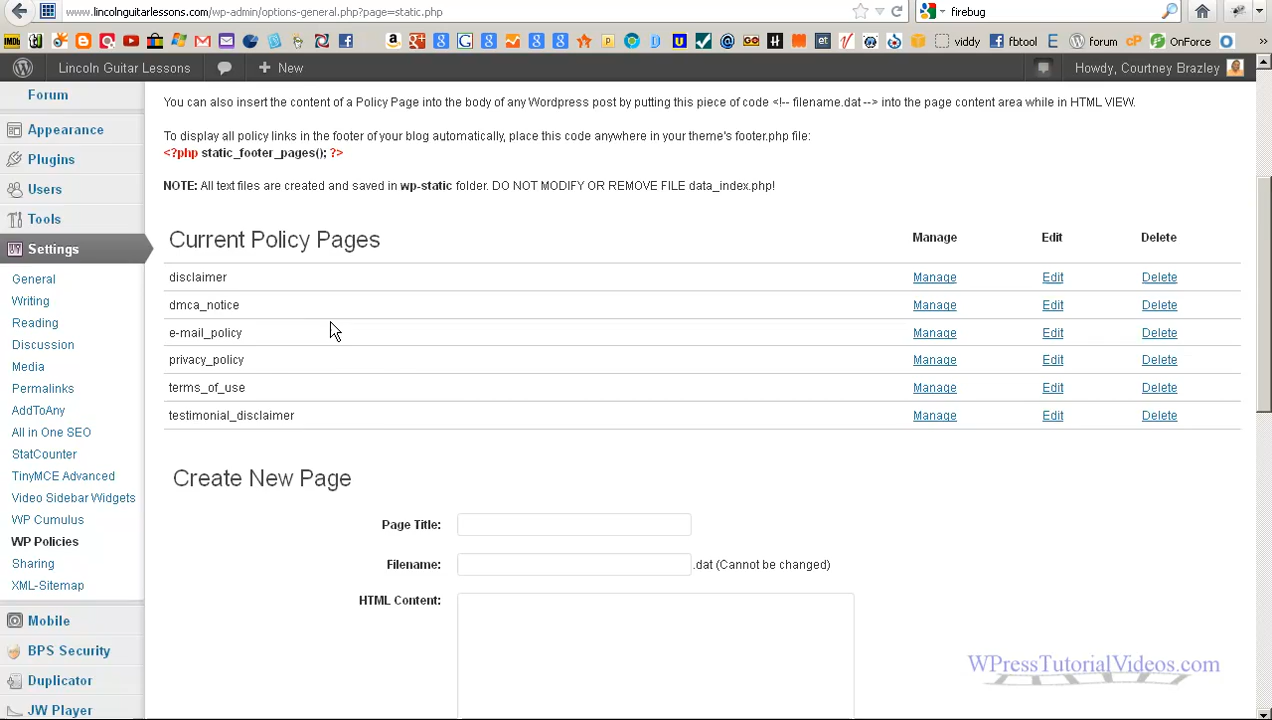 www.lincolnguitarlessons.com/wp-admin/options-general.php?page=static.php
firebug
viddy
fbtool
forum
OnForce
Lincoln Guitar Lessons
New
Howdy, Courtney Brazley
Forum
Appearance
Plugins
Users
Tools
Settings
General
Writing
Reading
Discussion
Media
Permalinks
AddToAny
All in One SEO
StatCounter
TinyMCE Advanced
Video Sidebar Widgets
WP Cumulus
WP Policies
Sharing
XML-Sitemap
Mobile
BPS Security
Duplicator
JW Player
You can also insert the content of a Policy Page into the body of any Wordpress post by putting this piece of code <!-- filename.dat --> into the page content area while in HTML VIEW.
To display all policy links in the footer of your blog automatically, place this code anywhere in your theme's footer.php file:
<?php static_footer_pages(); ?>
NOTE: All text files are created and saved in wp-static folder. DO NOT MODIFY OR REMOVE FILE data_index.php!
Current Policy Pages Manage Edit Delete
disclaimer Manage Edit Delete
dmca_notice Manage Edit Delete
e-mail_policy Manage Edit Delete
privacy_policy Manage Edit Delete
terms_of_use Manage Edit Delete
testimonial_disclaimer Manage Edit Delete
Create New Page
Page Title:
Filename: .dat (Cannot be changed)
HTML Content:
WPressTutorialVideos.com